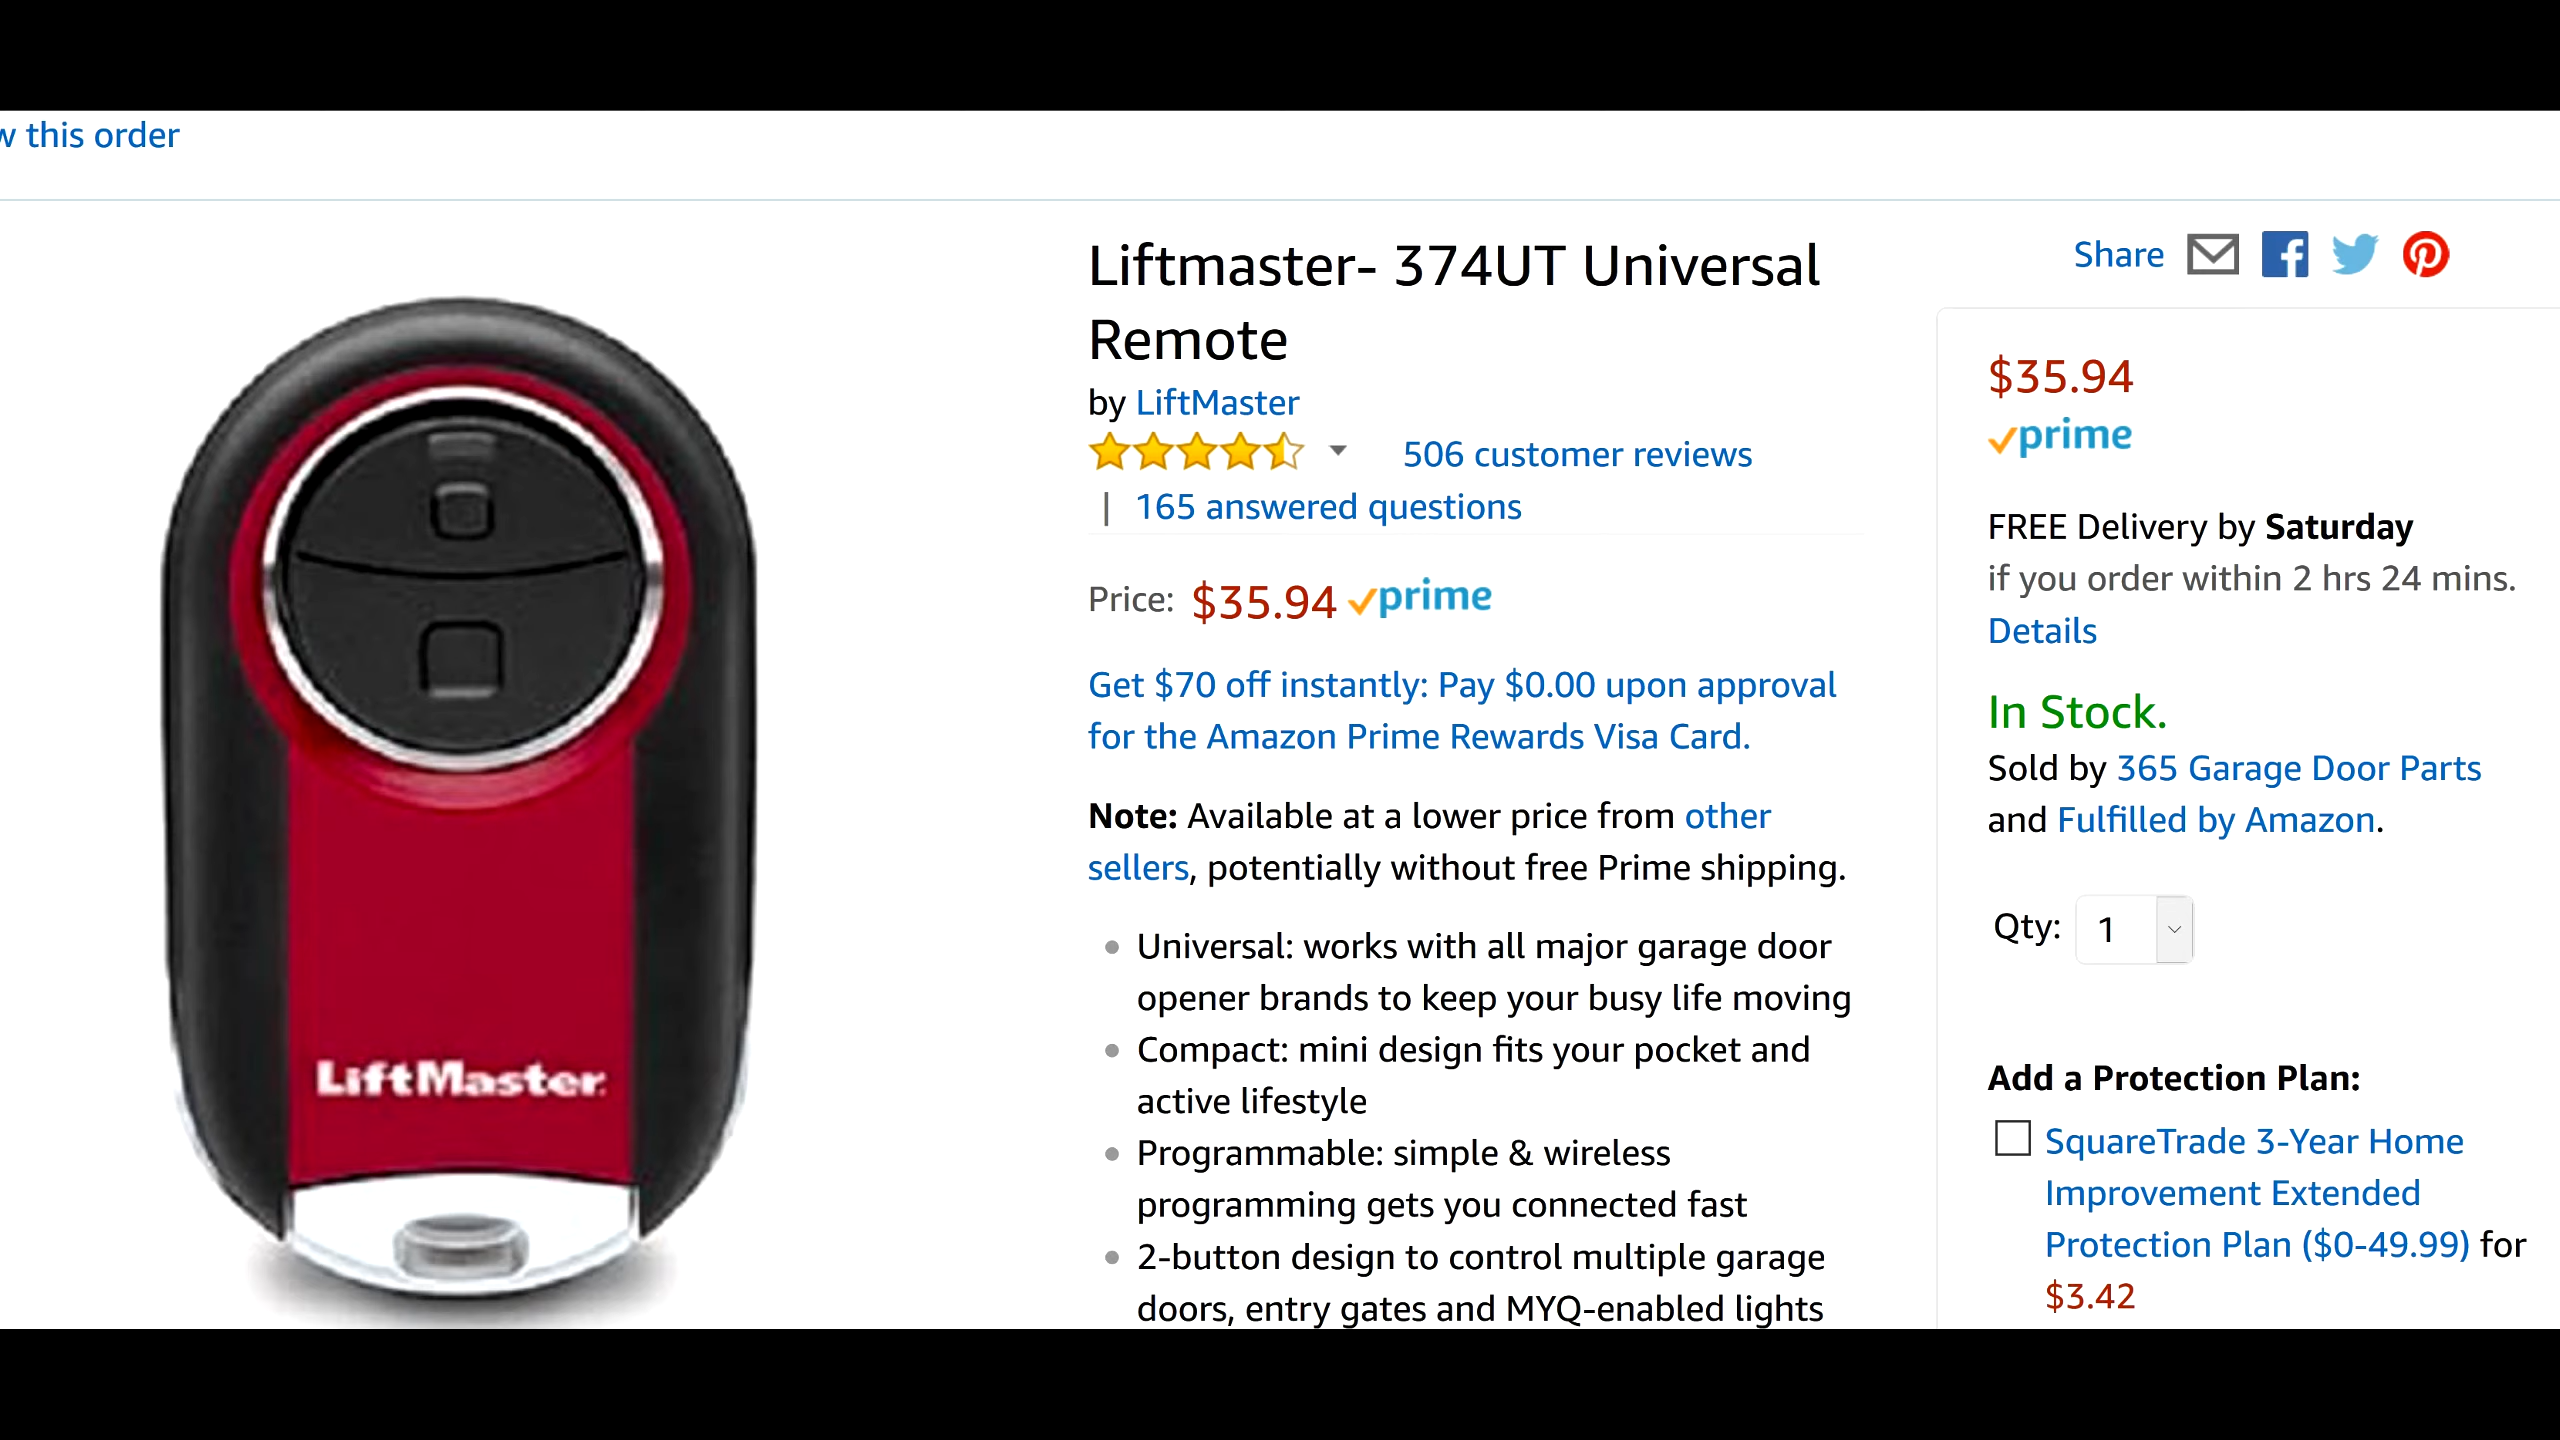 w this order
Liftmaster- 374UT Universal
Remote
by LiftMaster
506 customer reviews
| 165 answered questions
Price: $35.94 prime
Get $70 off instantly: Pay $0.00 upon approval
for the Amazon Prime Rewards Visa Card.
Note: Available at a lower price from other
sellers, potentially without free Prime shipping.
Universal: works with all major garage door
opener brands to keep your busy life moving
Compact: mini design fits your pocket and
active lifestyle
Programmable: simple & wireless
programming gets you connected fast
2-button design to control multiple garage
doors, entry gates and MYQ-enabled lights
LiftMaster
Share
$35.94
prime
FREE Delivery by Saturday
if you order within 2 hrs 24 mins.
Details
In Stock.
Sold by 365 Garage Door Parts
and Fulfilled by Amazon.
Qty: 1
Add a Protection Plan:
SquareTrade 3-Year Home
Improvement Extended
Protection Plan ($0-49.99) for
$3.42